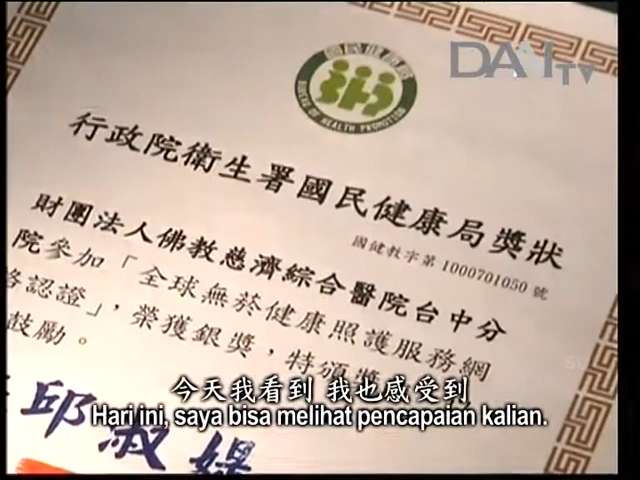 DAAI TV
國民健康局
BUREAU OF HEALTH PROMOTION
行政院衛生署國民健康局獎狀
國健教字第1000701050號
財團法人佛教慈濟綜合醫院台中分
院參加「全球無菸健康照護服務網
認證」，榮獲銀獎，特頒獎
鼓勵。
邱淑媞
今天我看到 我也感受到
Hari ini, saya bisa melihat pencapaian kalian.